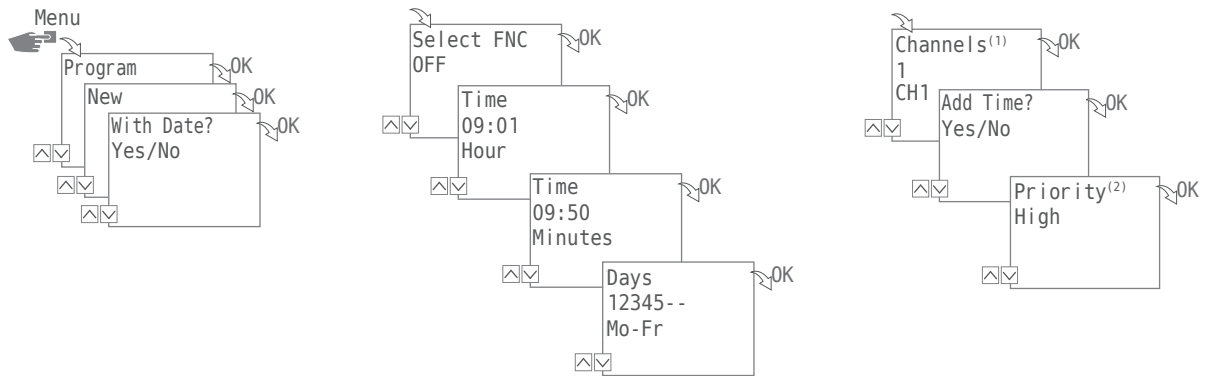 Menu
Program
OK
New
OK
With Date?
OK
Yes/No
Select FNC
OK
OFF
Time
OK
09:01
Hour
Time
OK
09:50
Minutes
Days
OK
12345--
Mo-Fr
Channels(1)
OK
1
CH1
Add Time?
OK
Yes/No
Priority(2)
OK
High